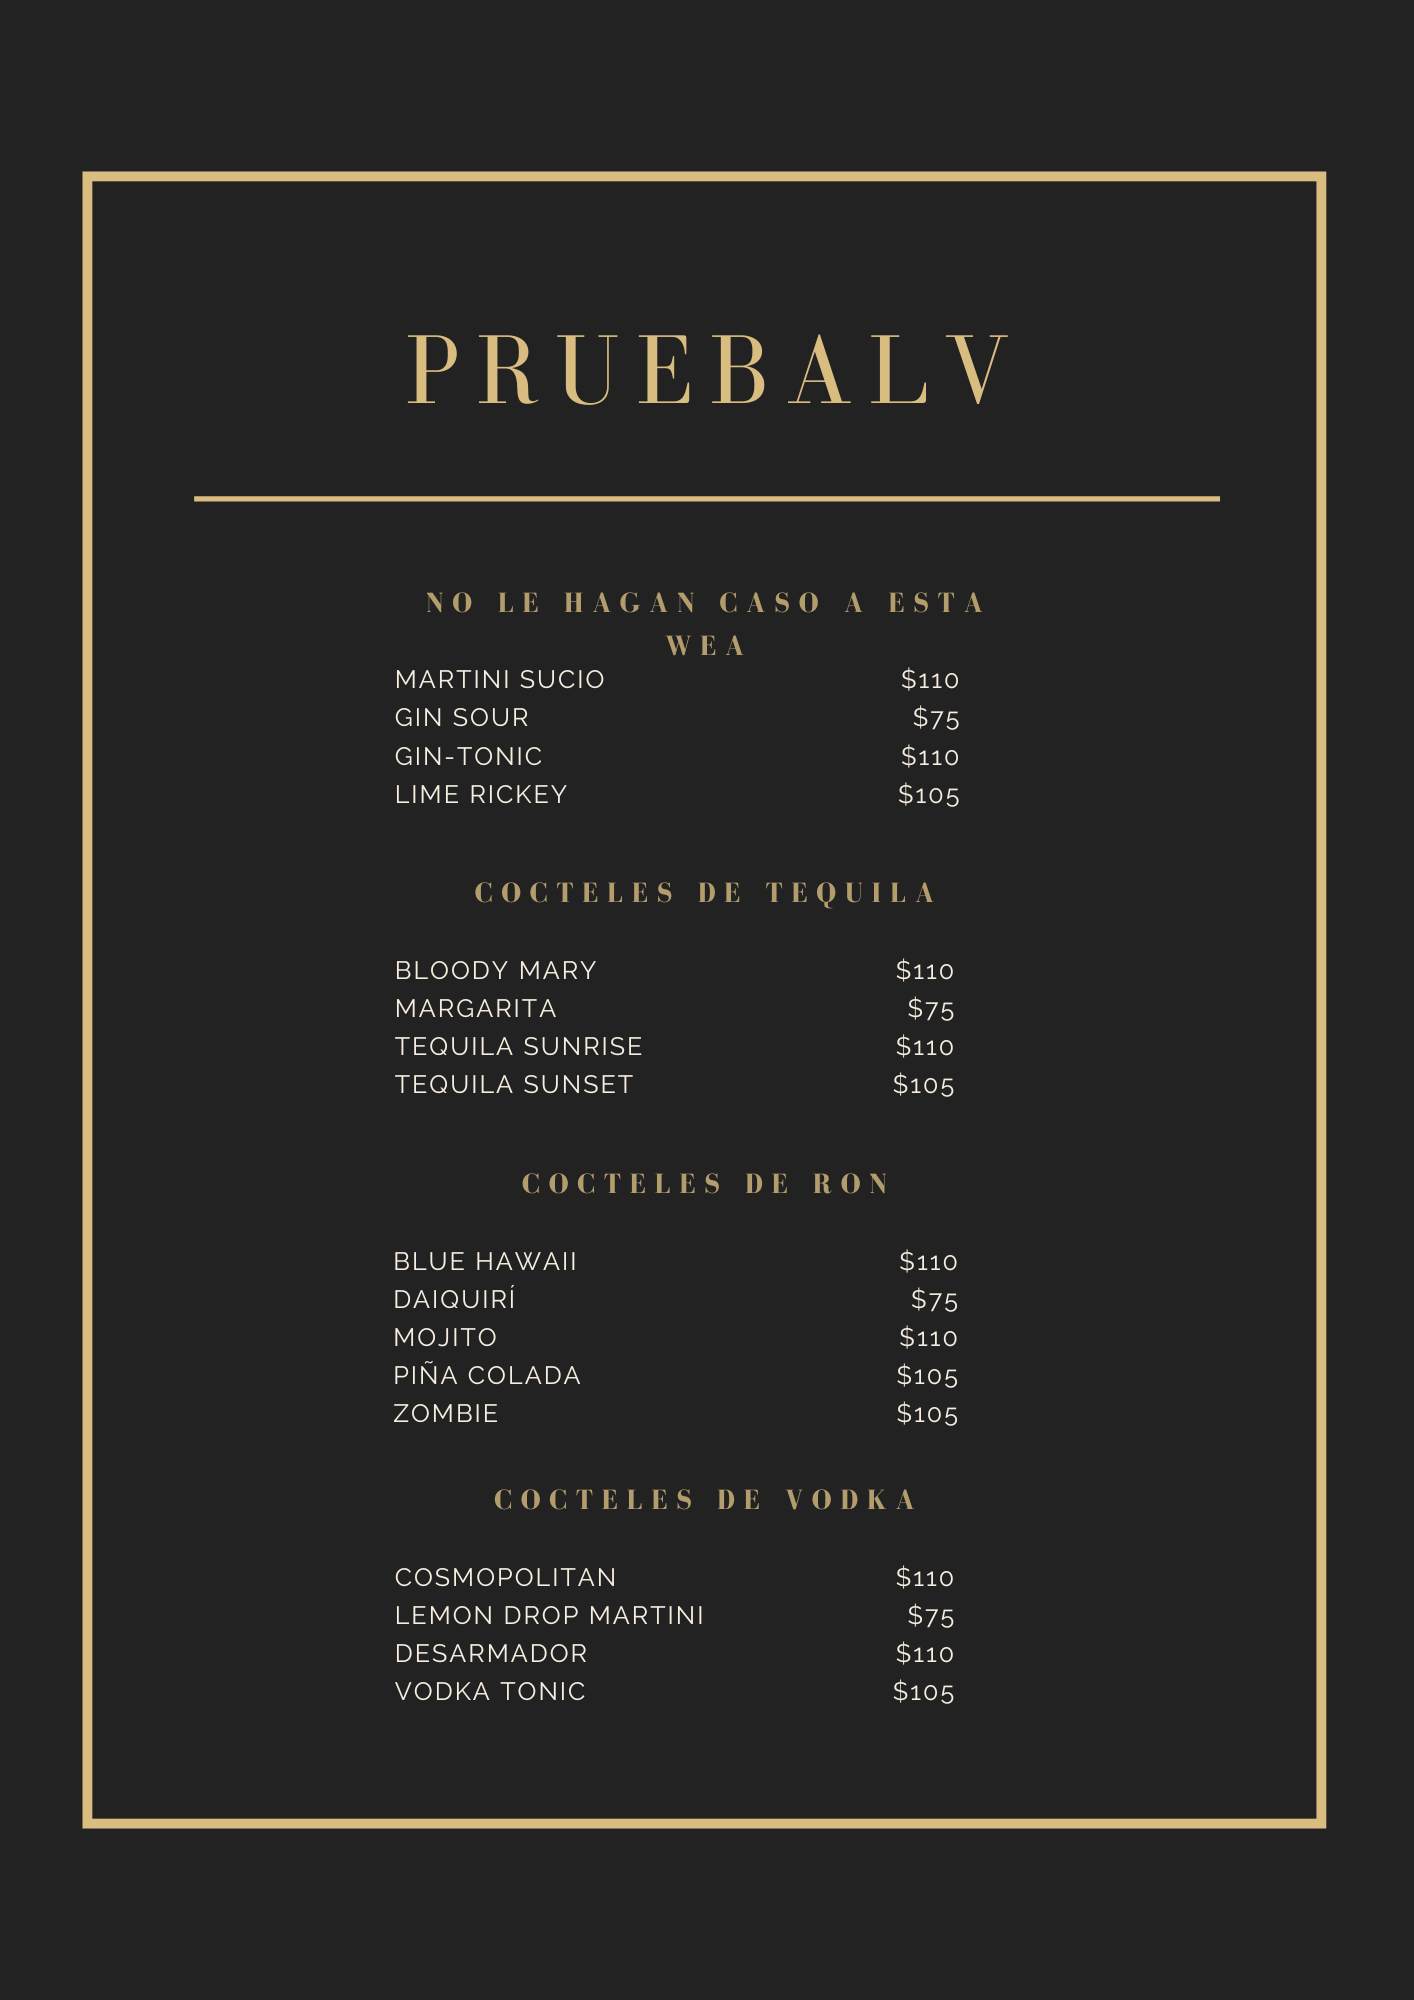 PRUEBALV
NO LE HAGAN CASO A ESTA
WEA
MARTINI SUCIO $110
GIN SOUR $75
GIN-TONIC $110
LIME RICKEY $105
COCTELES DE TEQUILA
BLOODY MARY $110
MARGARITA $75
TEQUILA SUNRISE $110
TEQUILA SUNSET $105
COCTELES DE RON
BLUE HAWAII $110
DAIQUIRÍ $75
MOJITO $110
PIÑA COLADA $105
ZOMBIE $105
COCTELES DE VODKA
COSMOPOLITAN $110
LEMON DROP MARTINI $75
DESARMADOR $110
VODKA TONIC $105